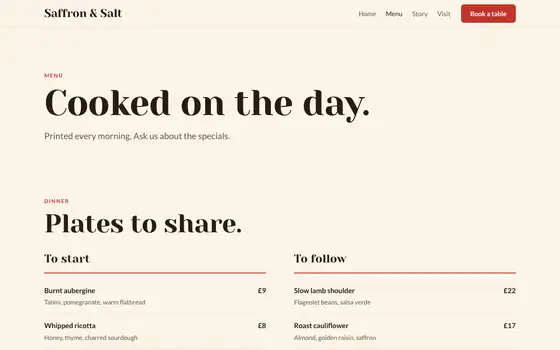 Saffron & Salt
Home Menu Story Visit Book a table
MENU
Cooked on the day.
Printed every morning. Ask us about the specials.
DINNER
Plates to share.
To start
Burnt aubergine £9
Tahini, pomegranate, warm flatbread
Whipped ricotta £8
Honey, thyme, charred sourdough
To follow
Slow lamb shoulder £22
Flageolet beans, salsa verde
Roast cauliflower £17
Almond, golden raisin, saffron